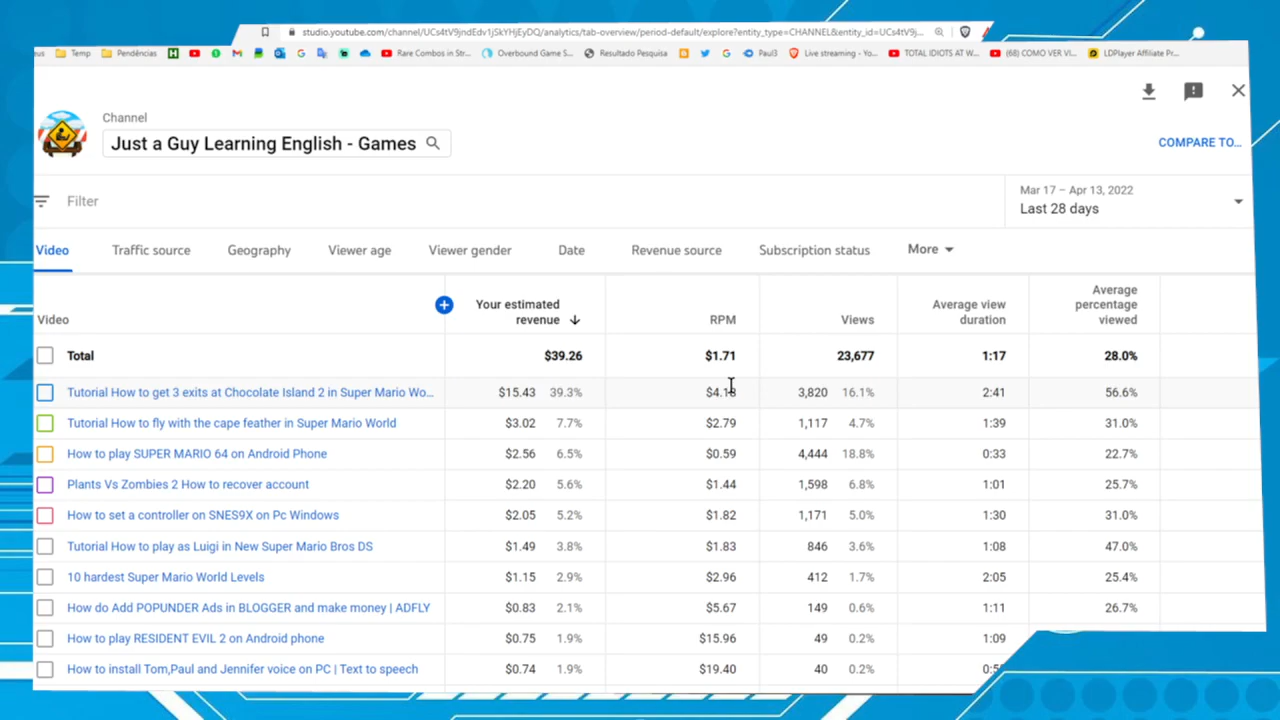 studio.youtube.com/channel/UCs4tV9jndEdv1jSkYHjEyDQ/analytics/tab-overview/period-default/explore?entity_type=CHANNEL&entity_id=UCs4tV9j...
Temp Pendências Rare Combos in Str... Overbound Game S... Resultado Pesquisa Paul3 Live streaming - Yo... TOTAL IDIOTS AT W... (68) COMO VER VI... LDPlayer Affiliate Pr...
Channel
Just a Guy Learning English - Games
COMPARE TO...
Filter
Mar 17 – Apr 13, 2022
Last 28 days
Video Traffic source Geography Viewer age Viewer gender Date Revenue source Subscription status More
Video Your estimated revenue RPM Views Average view duration Average percentage viewed
Total $39.26 $1.71 23,677 1:17 28.0%
Tutorial How to get 3 exits at Chocolate Island 2 in Super Mario Wo... $15.43 39.3% 3,820 16.1% 2:41 56.6%
Tutorial How to fly with the cape feather in Super Mario World $3.02 7.7% $2.79 1,117 4.7% 1:39 31.0%
How to play SUPER MARIO 64 on Android Phone $2.56 6.5% $0.59 4,444 18.8% 0:33 22.7%
Plants Vs Zombies 2 How to recover account $2.20 5.6% $1.44 1,598 6.8% 1:01 25.7%
How to set a controller on SNES9X on Pc Windows $2.05 5.2% $1.82 1,171 5.0% 1:30 31.0%
Tutorial How to play as Luigi in New Super Mario Bros DS $1.49 3.8% $1.83 846 3.6% 1:08 47.0%
10 hardest Super Mario World Levels $1.15 2.9% $2.96 412 1.7% 2:05 25.4%
How do Add POPUNDER Ads in BLOGGER and make money | ADFLY $0.83 2.1% $5.67 149 0.6% 1:11 26.7%
How to play RESIDENT EVIL 2 on Android phone $0.75 1.9% $15.96 49 0.2% 1:09
How to install Tom,Paul and Jennifer voice on PC | Text to speech $0.74 1.9% $19.40 40 0.2%